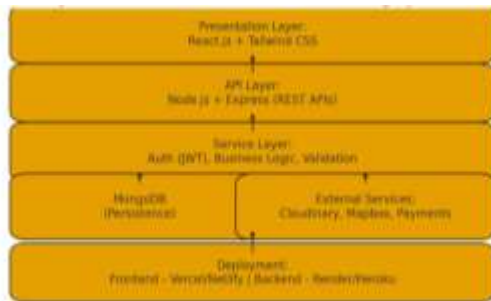 Presentation Layer:
React.js + Tailwind CSS
API Layer:
Node.js + Express (REST APIs)
Service Layer:
Auth (JWT), Business Logic, Validation
MongoDB
(Persistence)
External Services:
Cloudinary, Mapbox, Payments
Deployment:
Frontend - Vercel/Netlify | Backend - Render/Heroku